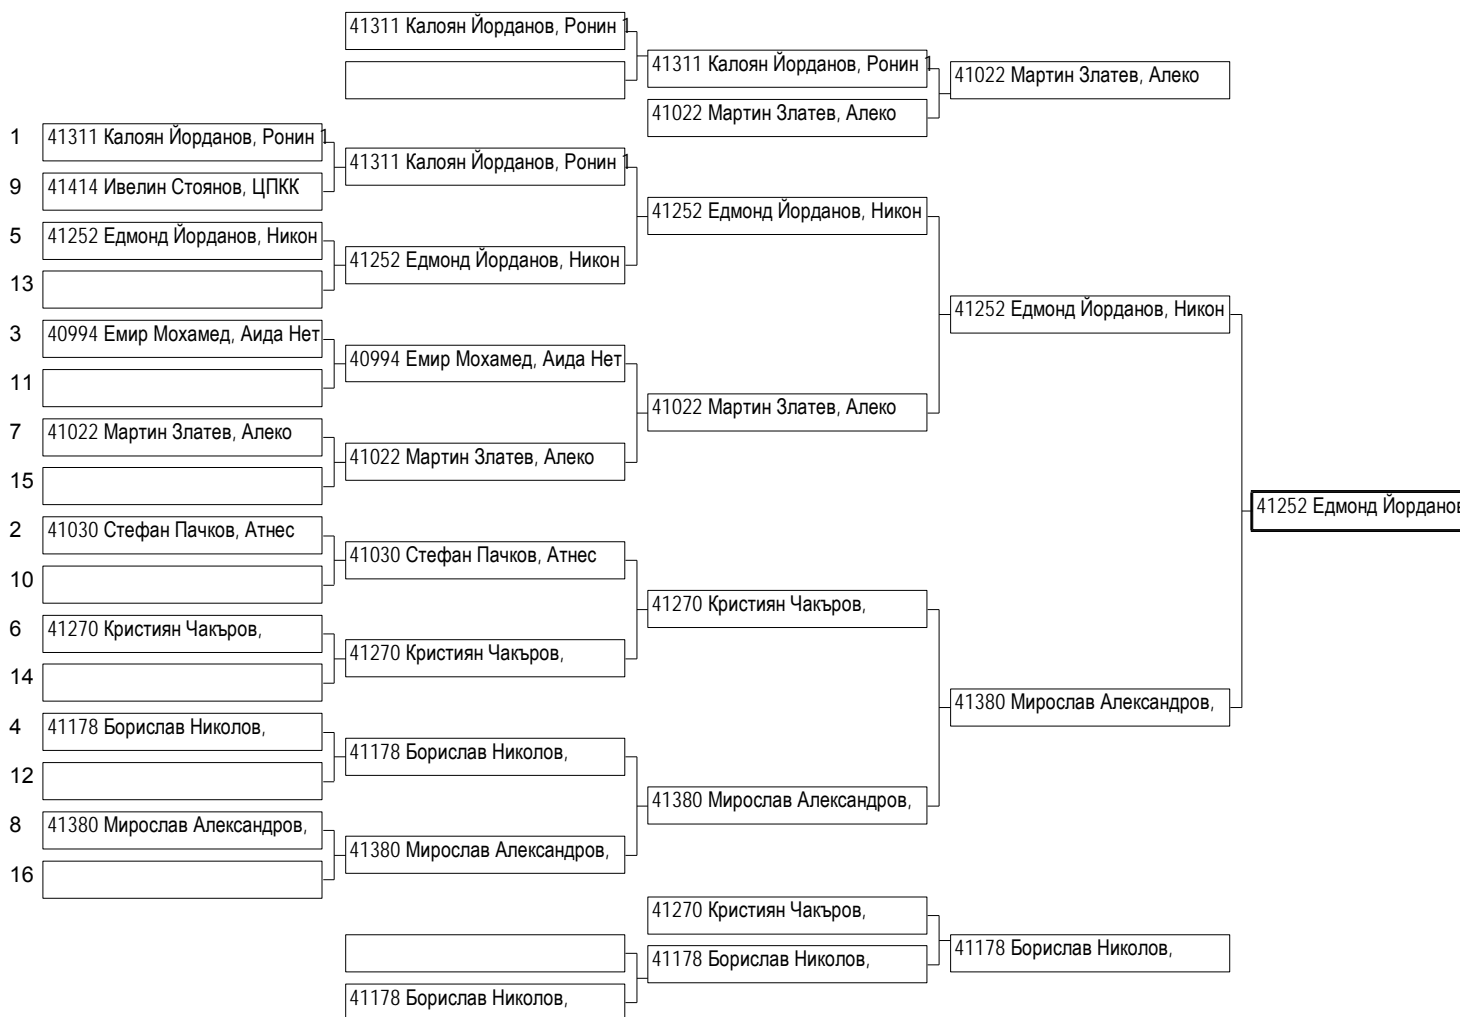 41311 Калоян Йорданов, Ронин 1
41311 Калоян Йорданов, Ронин 1
41022 Мартин Златев, Алеко
41022 Мартин Златев, Алеко
1 41311 Калоян Йорданов, Ронин 1
41311 Калоян Йорданов, Ронин 1
9 41414 Ивелин Стоянов, ЦПКК
41252 Едмонд Йорданов, Никон
5 41252 Едмонд Йорданов, Никон
41252 Едмонд Йорданов, Никон
13
41252 Едмонд Йорданов, Никон
3 40994 Емир Мохамед, Аида Нет
40994 Емир Мохамед, Аида Нет
11
41022 Мартин Златев, Алеко
7 41022 Мартин Златев, Алеко
41022 Мартин Златев, Алеко
15
41252 Едмонд Йорданов
2 41030 Стефан Пачков, Атнес
41030 Стефан Пачков, Атнес
10
41270 Кристиян Чакъров,
6 41270 Кристиян Чакъров,
41270 Кристиян Чакъров,
14
41380 Мирослав Александров,
4 41178 Борислав Николов,
41178 Борислав Николов,
12
41380 Мирослав Александров,
8 41380 Мирослав Александров,
41380 Мирослав Александров,
16
41270 Кристиян Чакъров,
41178 Борислав Николов,
41178 Борислав Николов,
41178 Борислав Николов,